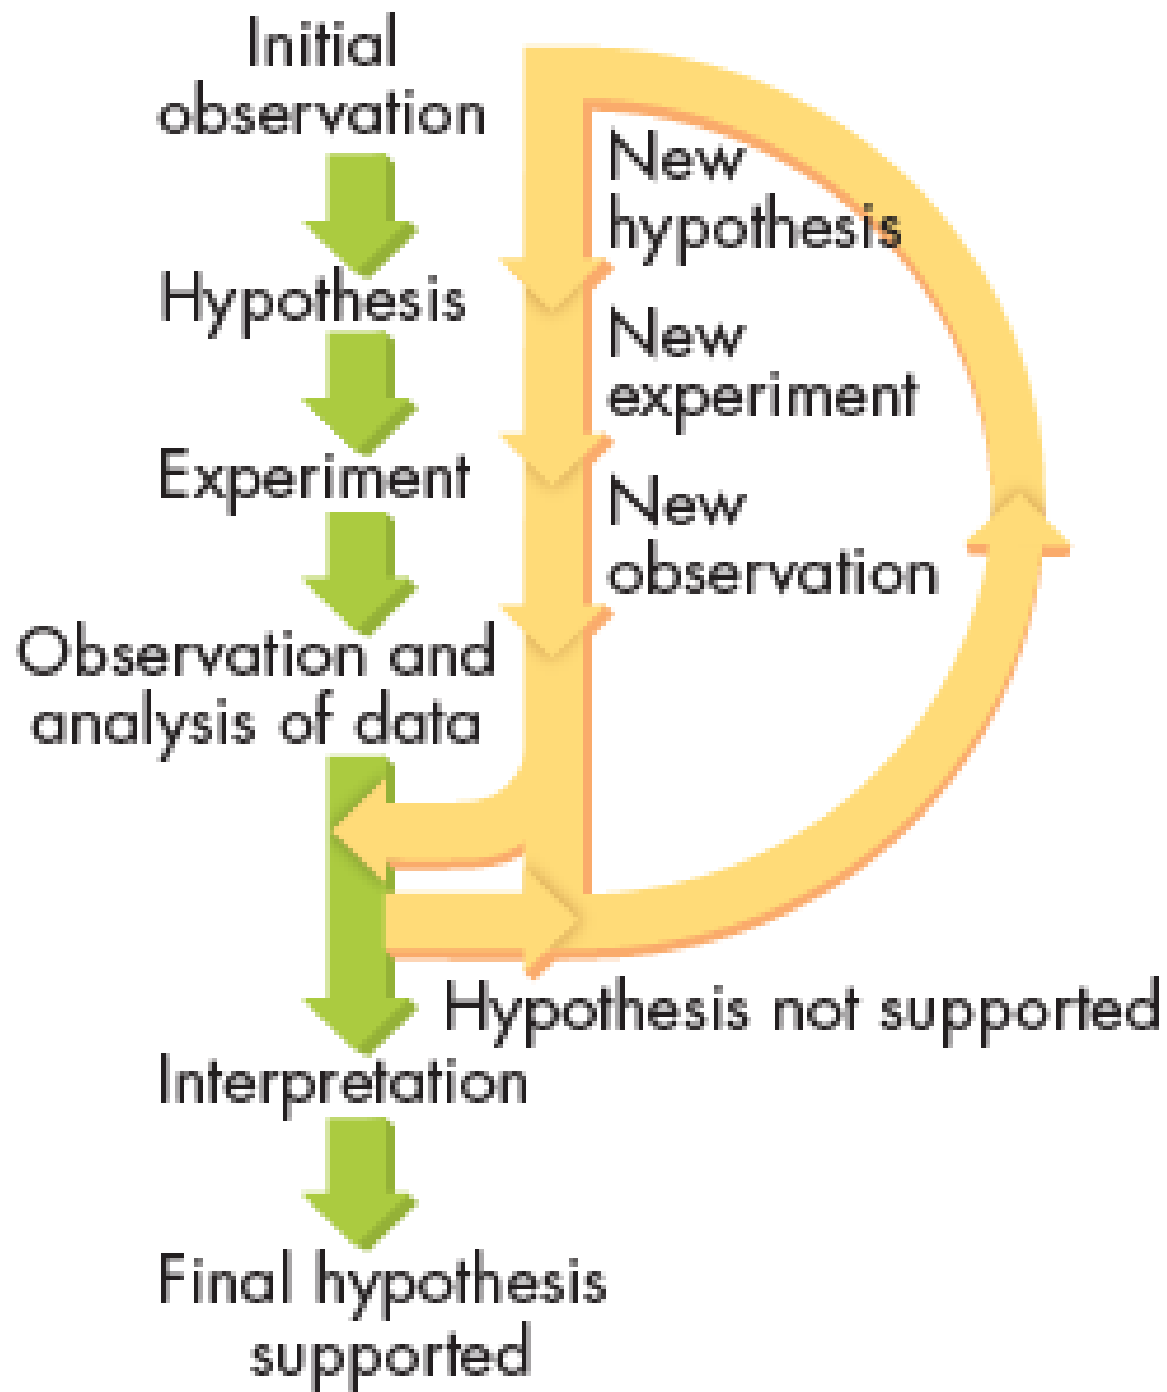 Initial
observation
New
hypothesis
Hypothesis
New
experiment
Experiment
New
observation
Observation and
analysis of data
Hypothesis not supported
Interpretation
Final hypothesis
supported